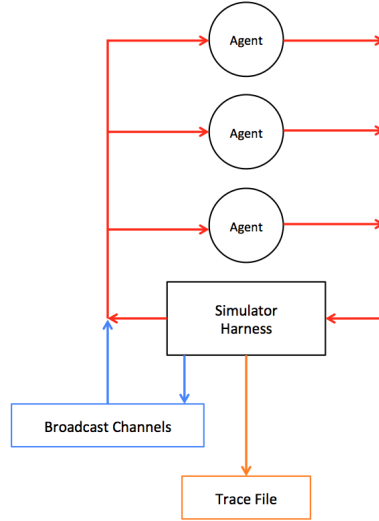 Agent
Agent
Agent
Simulator
Harness
Broadcast Channels
Trace File